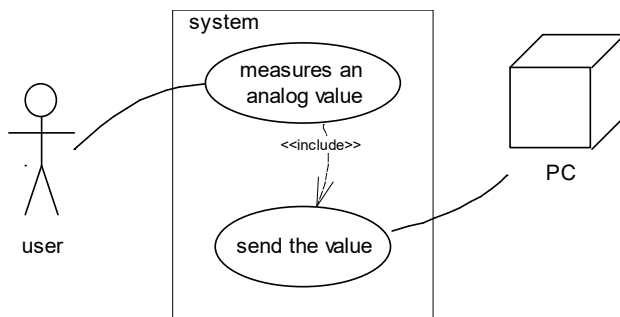 system
measures an
analog value
<<include>>
PC
send the value
user